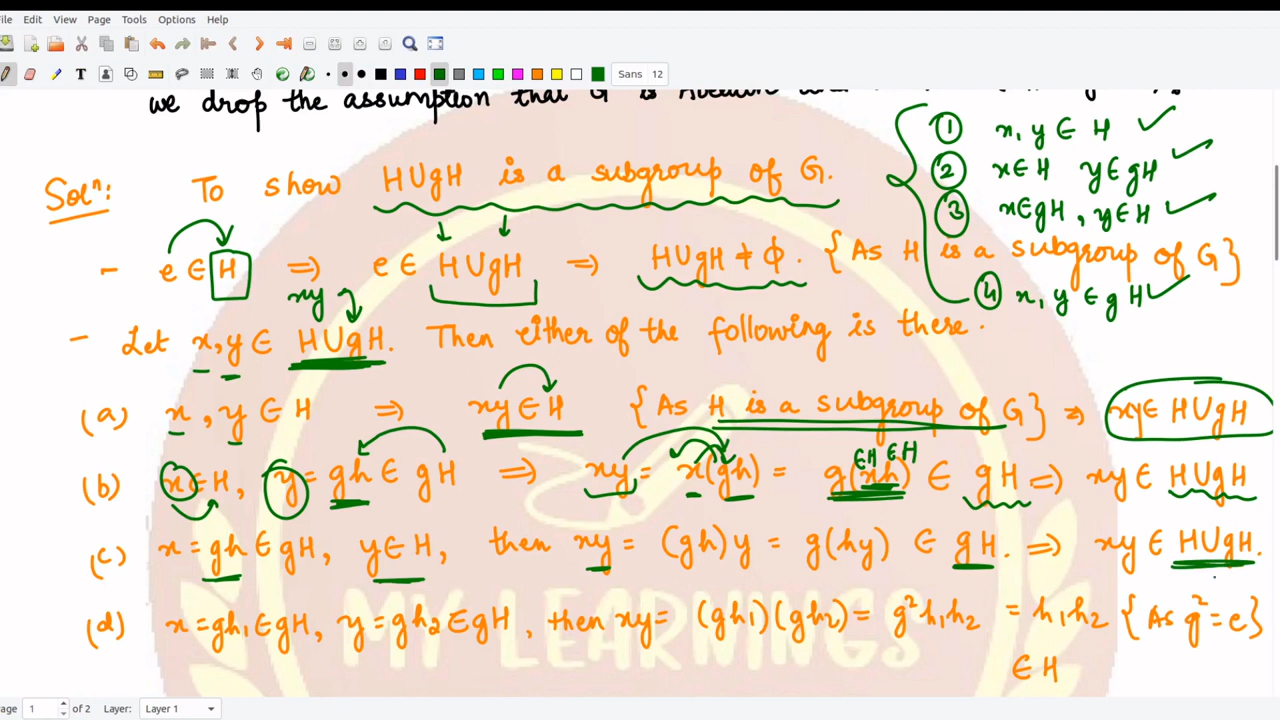 File Edit View Page Tools Options Help
Sans 12
we drop the assumption that G is Abelian
① x, y ∈ H ✓
② x∈H y∈gH ✓
③ x∈gH, y∈H ✓
④ x, y ∈ gH ✓
Solⁿ: To show HUgH is a subgroup of G.
- e ∈ H ⇒ e ∈ HUgH ⇒ HUgH ≠ ϕ. {As H is a subgroup of G}
xy
- Let x, y ∈ HUgH. Then either of the following is there.
(a) x, y ∈ H ⇒ xy ∈ H {As H is a subgroup of G} ⇒ xy ∈ HUgH
∈H ∈H
(b) x∈H, y = gh ∈ gH ⇒ xy = x(gh) = g(xh) ∈ gH ⇒ xy ∈ HUgH
(c) x = gh ∈ gH, y∈H, then xy = (gh)y = g(hy) ∈ gH. ⇒ xy ∈ HUgH.
(d) x = gh1 ∈ gH, y = gh2 ∈ gH, then xy = (gh1)(gh2) = g²h1h2 = h1h2 {As g² = e}
∈ H
MY LEARNINGS
Page 1 of 2 Layer: Layer 1